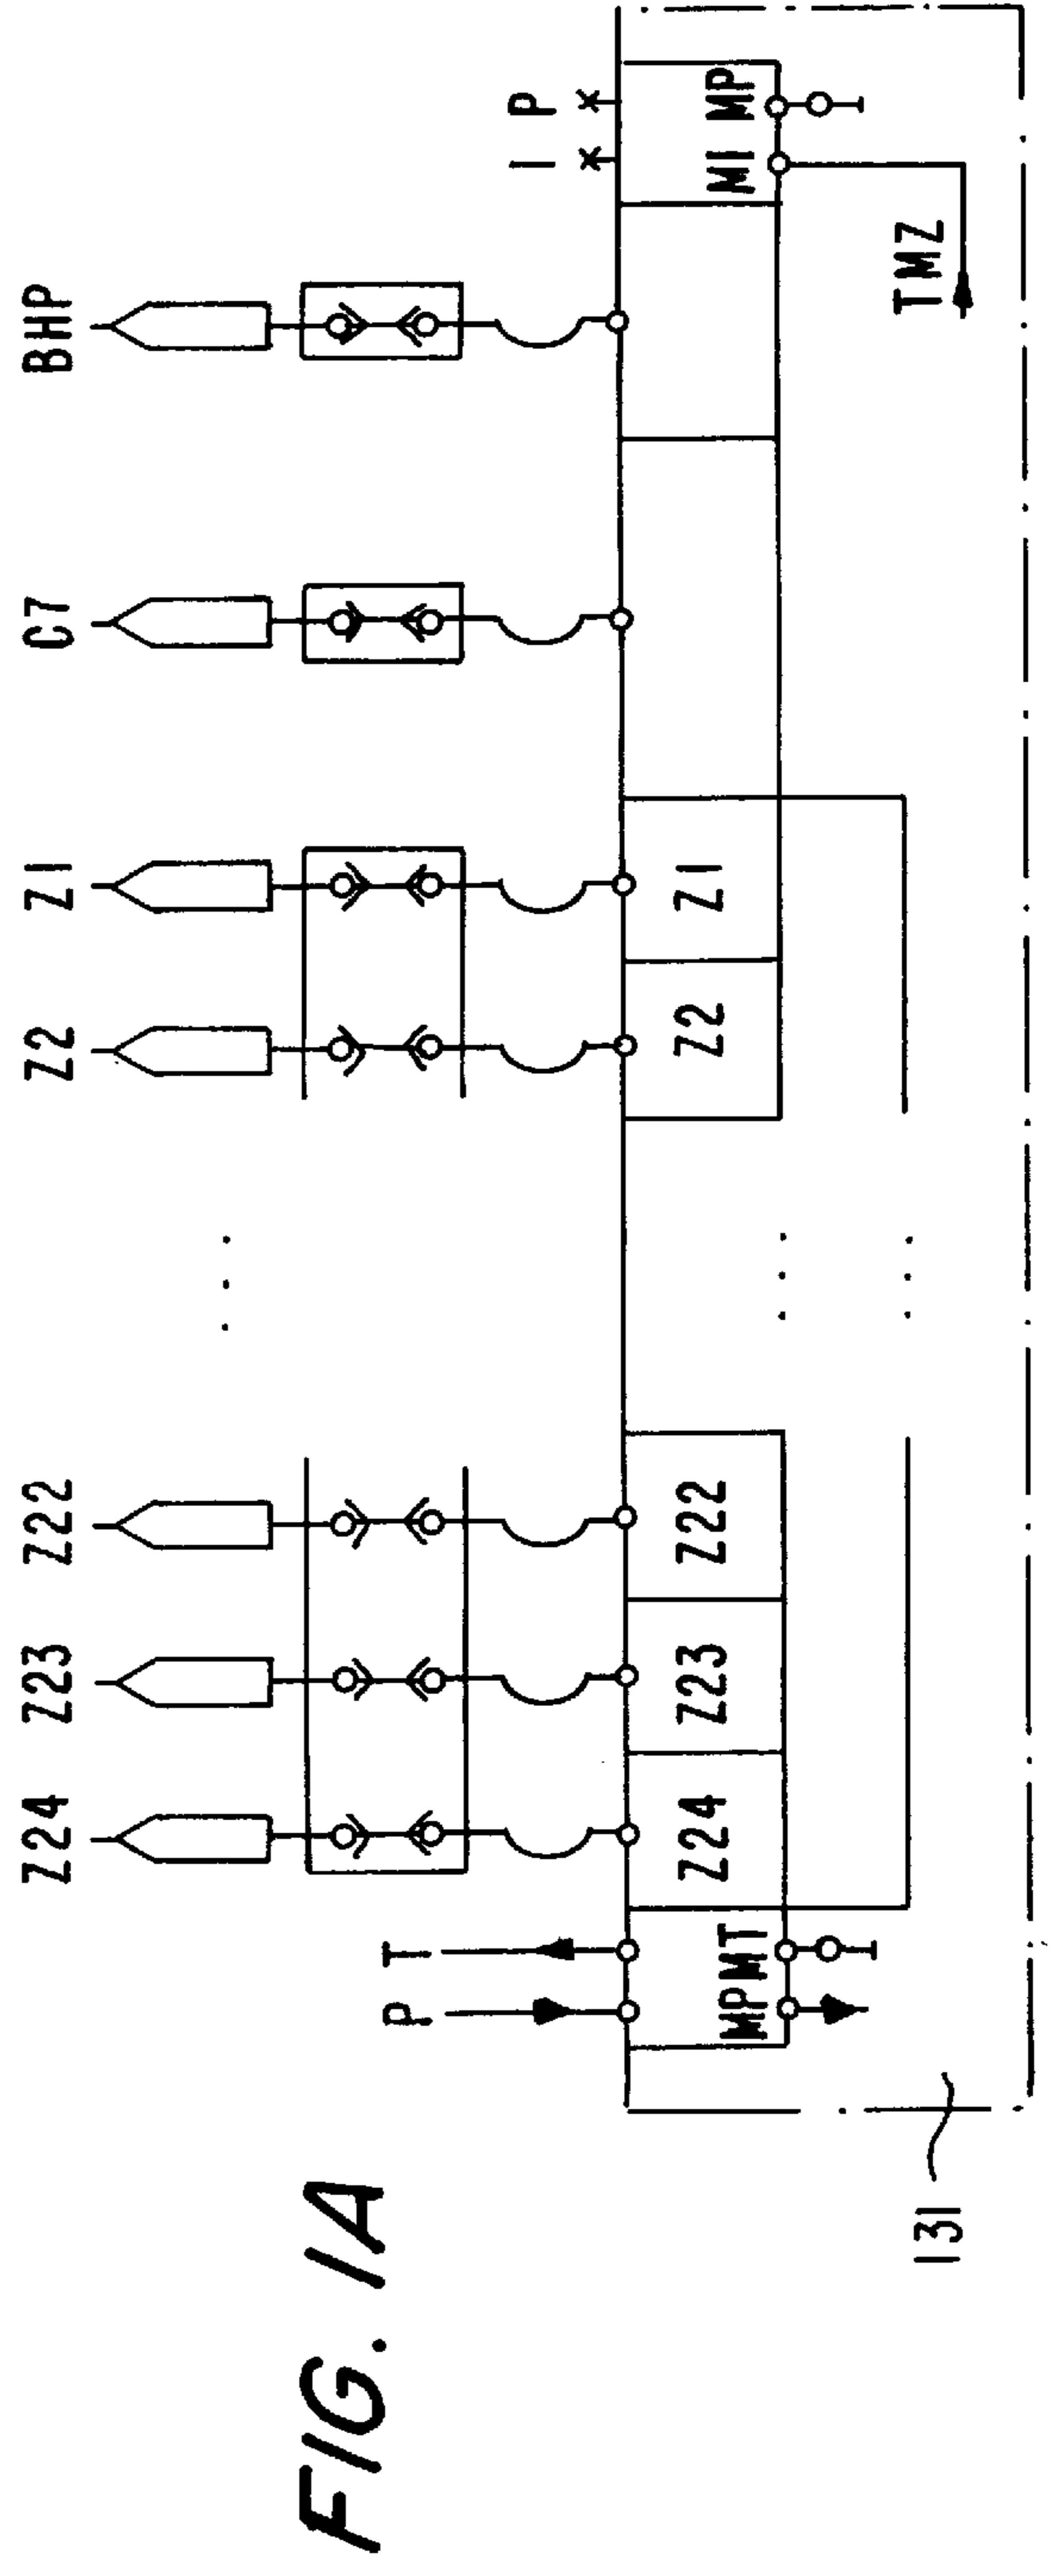 Z24 Z23 Z22 Z2 Z1 C7 BHP
P T I P
Z24 Z23 Z22 Z2 Z1
MP MT MI MP
TMZ
131
FIG. 1A